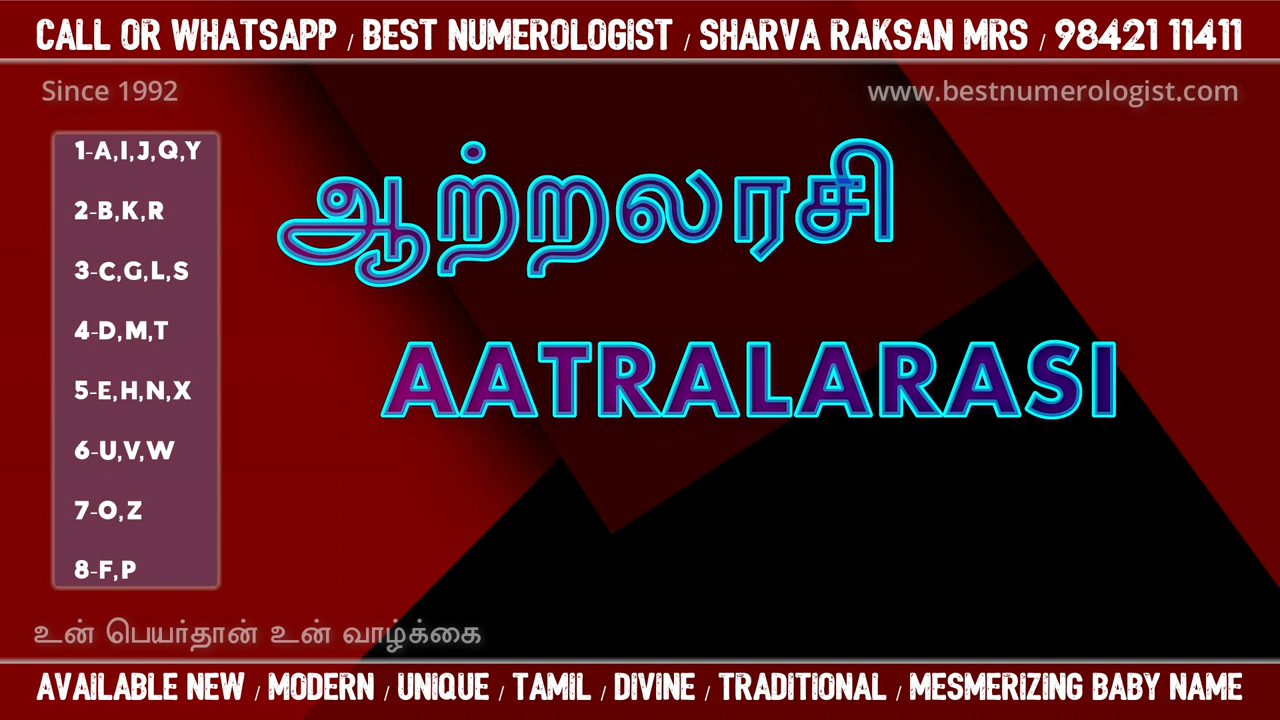 CALL OR WHATSAPP / BEST NUMEROLOGIST / SHARVA RAKSAN MRS / 98421 11411
Since 1992
www.bestnumerologist.com
1-A,I,J,Q,Y
2-B,K,R
3-C,G,L,S
4-D,M,T
5-E,H,N,X
6-U,V,W
7-O,Z
8-F,P
ஆற்றலரசி
AATRALARASI
உன் பெயர்தான் உன் வாழ்க்கை
AVAILABLE NEW / MODERN / UNIQUE / TAMIL / DIVINE / TRADITIONAL / MESMERIZING BABY NAME